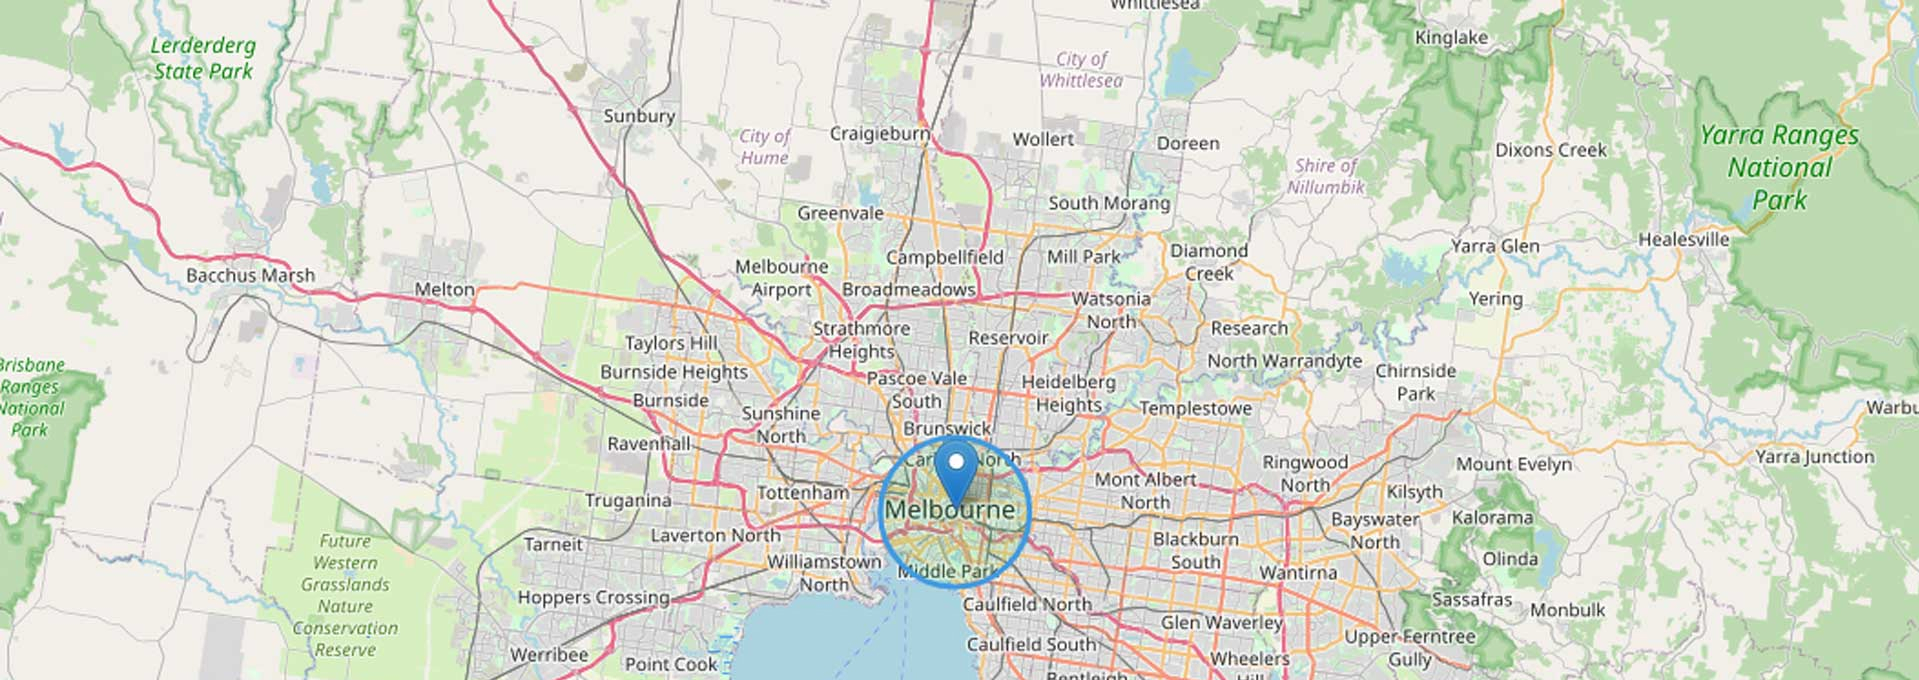 Whittlesea
Kinglake
Lerderderg
State Park
City of
Whittlesea
Sunbury
City of
Hume
Craigieburn
Wollert
Doreen
Dixons Creek
Yarra Ranges
National
Park
Shire of
Nillumbik
Greenvale
South Morang
Yarra Glen
Healesville
Diamond
Creek
Campbellfield
Mill Park
Melbourne
Airport
Bacchus Marsh
Melton
Broadmeadows
Watsonia
North
Yering
Strathmore
Heights
Reservoir
Research
Taylors Hill
North Warrandyte
Burnside Heights
Pascoe Vale
South
Heidelberg
Heights
Chirnside
Park
Brisbane
Ranges
National
Park
Burnside
Sunshine
North
Templestowe
Warbu
Brunswick
Ravenhall
North
Mount Evelyn
Yarra Junction
Ringwood
North
Mont Albert
North
Kilsyth
Truganina
Tottenham
Melbourne
Kalorama
Bayswater
North
Laverton North
Tarneit
Blackburn
South
Olinda
Future
Western
Grasslands
Nature
Conservation
Reserve
Williamstown
North
Middle Park
Wantirna
Hoppers Crossing
Caulfield North
Sassafras
Monbulk
Glen Waverley
Upper Ferntree
Gully
Caulfield South
Werribee
Point Cook
Wheelers
Hill
Bentleigh